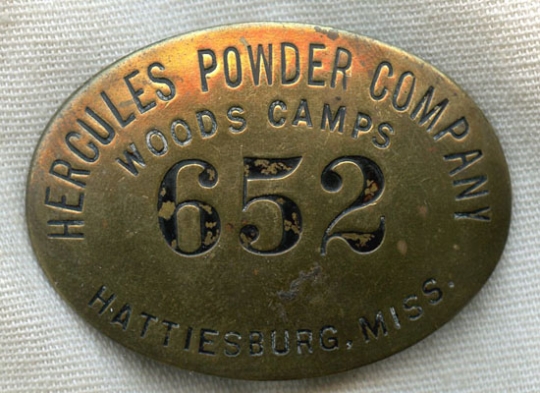 HERCULES POWDER COMPANY
WOODS CAMPS
652
HATTIESBURG, MISS.